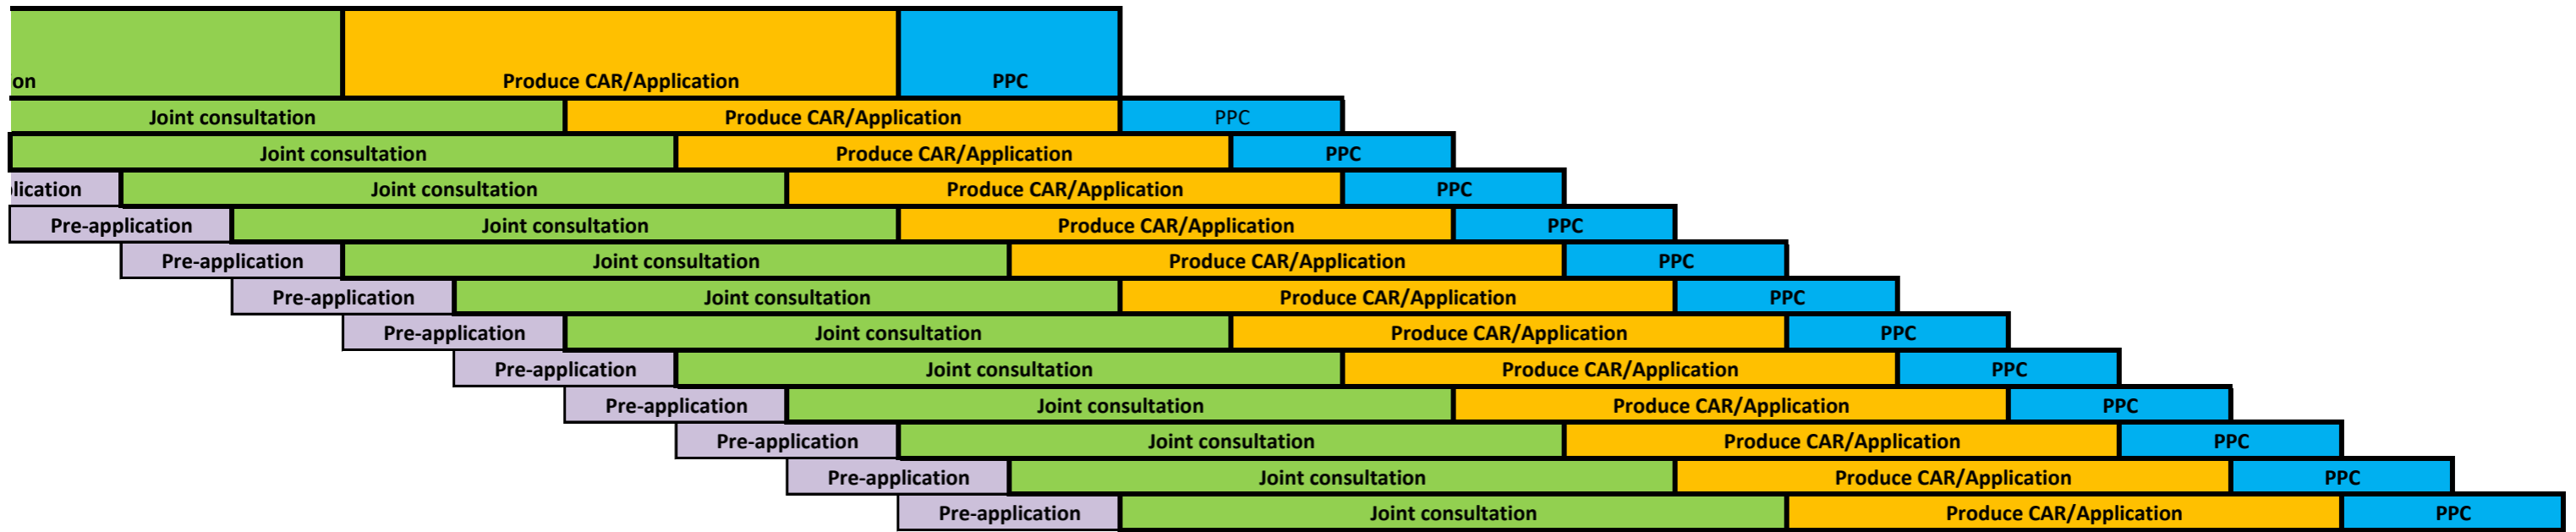 on Produce CAR/Application PPC
Joint consultation Produce CAR/Application PPC
Joint consultation Produce CAR/Application PPC
lication Joint consultation Produce CAR/Application PPC
Pre-application Joint consultation Produce CAR/Application PPC
Pre-application Joint consultation Produce CAR/Application PPC
Pre-application Joint consultation Produce CAR/Application PPC
Pre-application Joint consultation Produce CAR/Application PPC
Pre-application Joint consultation Produce CAR/Application PPC
Pre-application Joint consultation Produce CAR/Application PPC
Pre-application Joint consultation Produce CAR/Application PPC
Pre-application Joint consultation Produce CAR/Application PPC
Pre-application Joint consultation Produce CAR/Application PPC